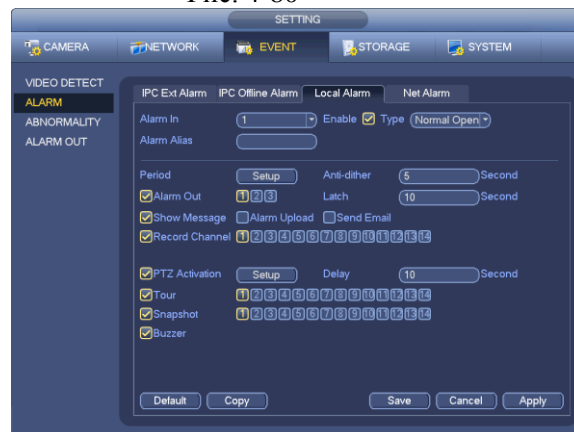 SETTING
CAMERA NETWORK EVENT STORAGE SYSTEM
VIDEO DETECT
ALARM
ABNORMALITY
ALARM OUT
IPC Ext Alarm IPC Offline Alarm Local Alarm Net Alarm
Alarm In 1 Enable Type Normal Open
Alarm Alias
Period Setup Anti-dither 5 Second
Alarm Out 1 2 3 Latch 10 Second
Show Message Alarm Upload Send Email
Record Channel 1 2 3 4 5 6 7 8 9 10 11 12 13 14
PTZ Activation Setup Delay 10 Second
Tour 1 2 3 4 5 6 7 8 9 10 11 12 13 14
Snapshot 1 2 3 4 5 6 7 8 9 10 11 12 13 14
Buzzer
Default Copy Save Cancel Apply